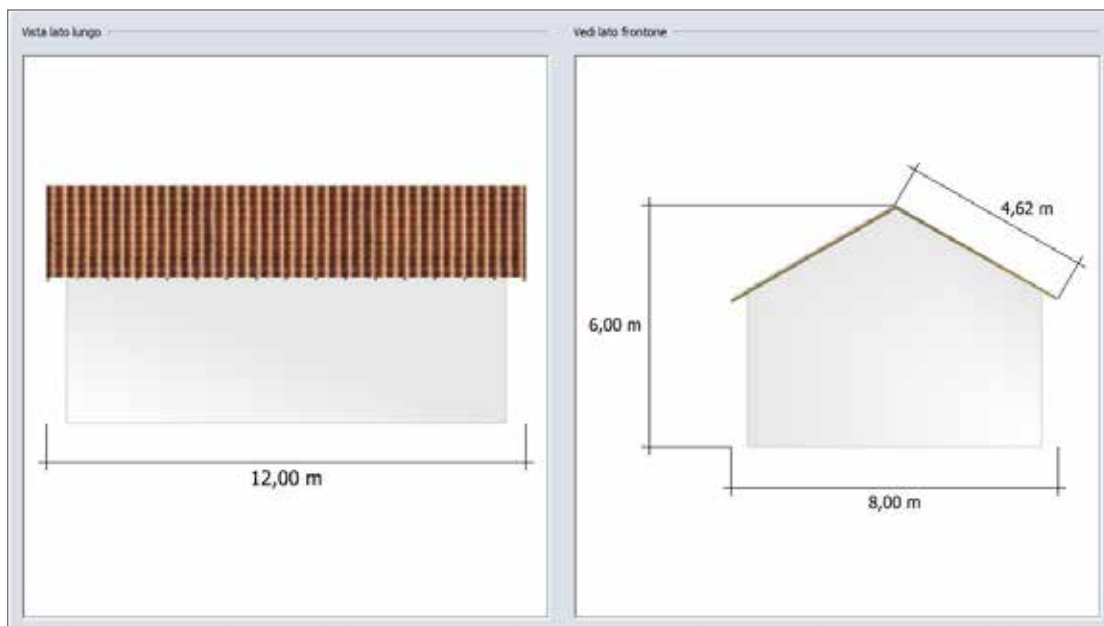 Vista lato lungo
Vedi lato frontone
12,00 m
4,62 m
6,00 m
8,00 m